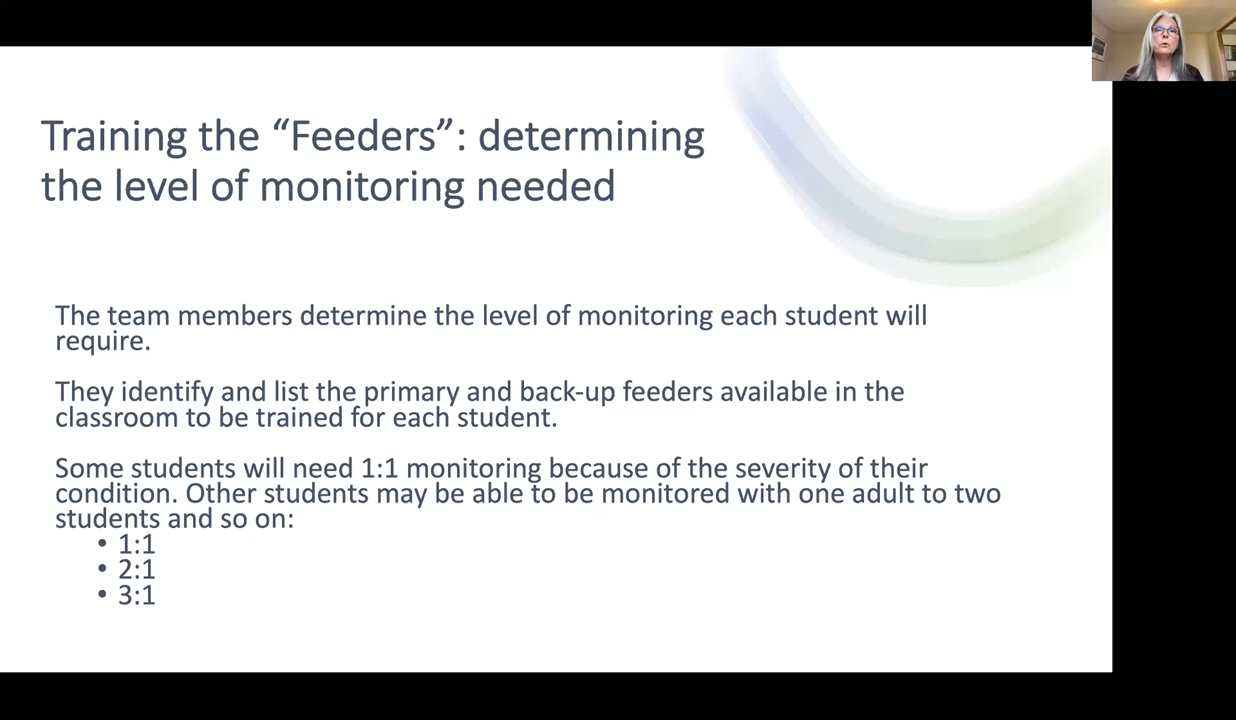 Training the “Feeders”: determining
the level of monitoring needed
The team members determine the level of monitoring each student will
require.
They identify and list the primary and back-up feeders available in the
classroom to be trained for each student.
Some students will need 1:1 monitoring because of the severity of their
condition. Other students may be able to be monitored with one adult to two
students and so on:
• 1:1
• 2:1
• 3:1